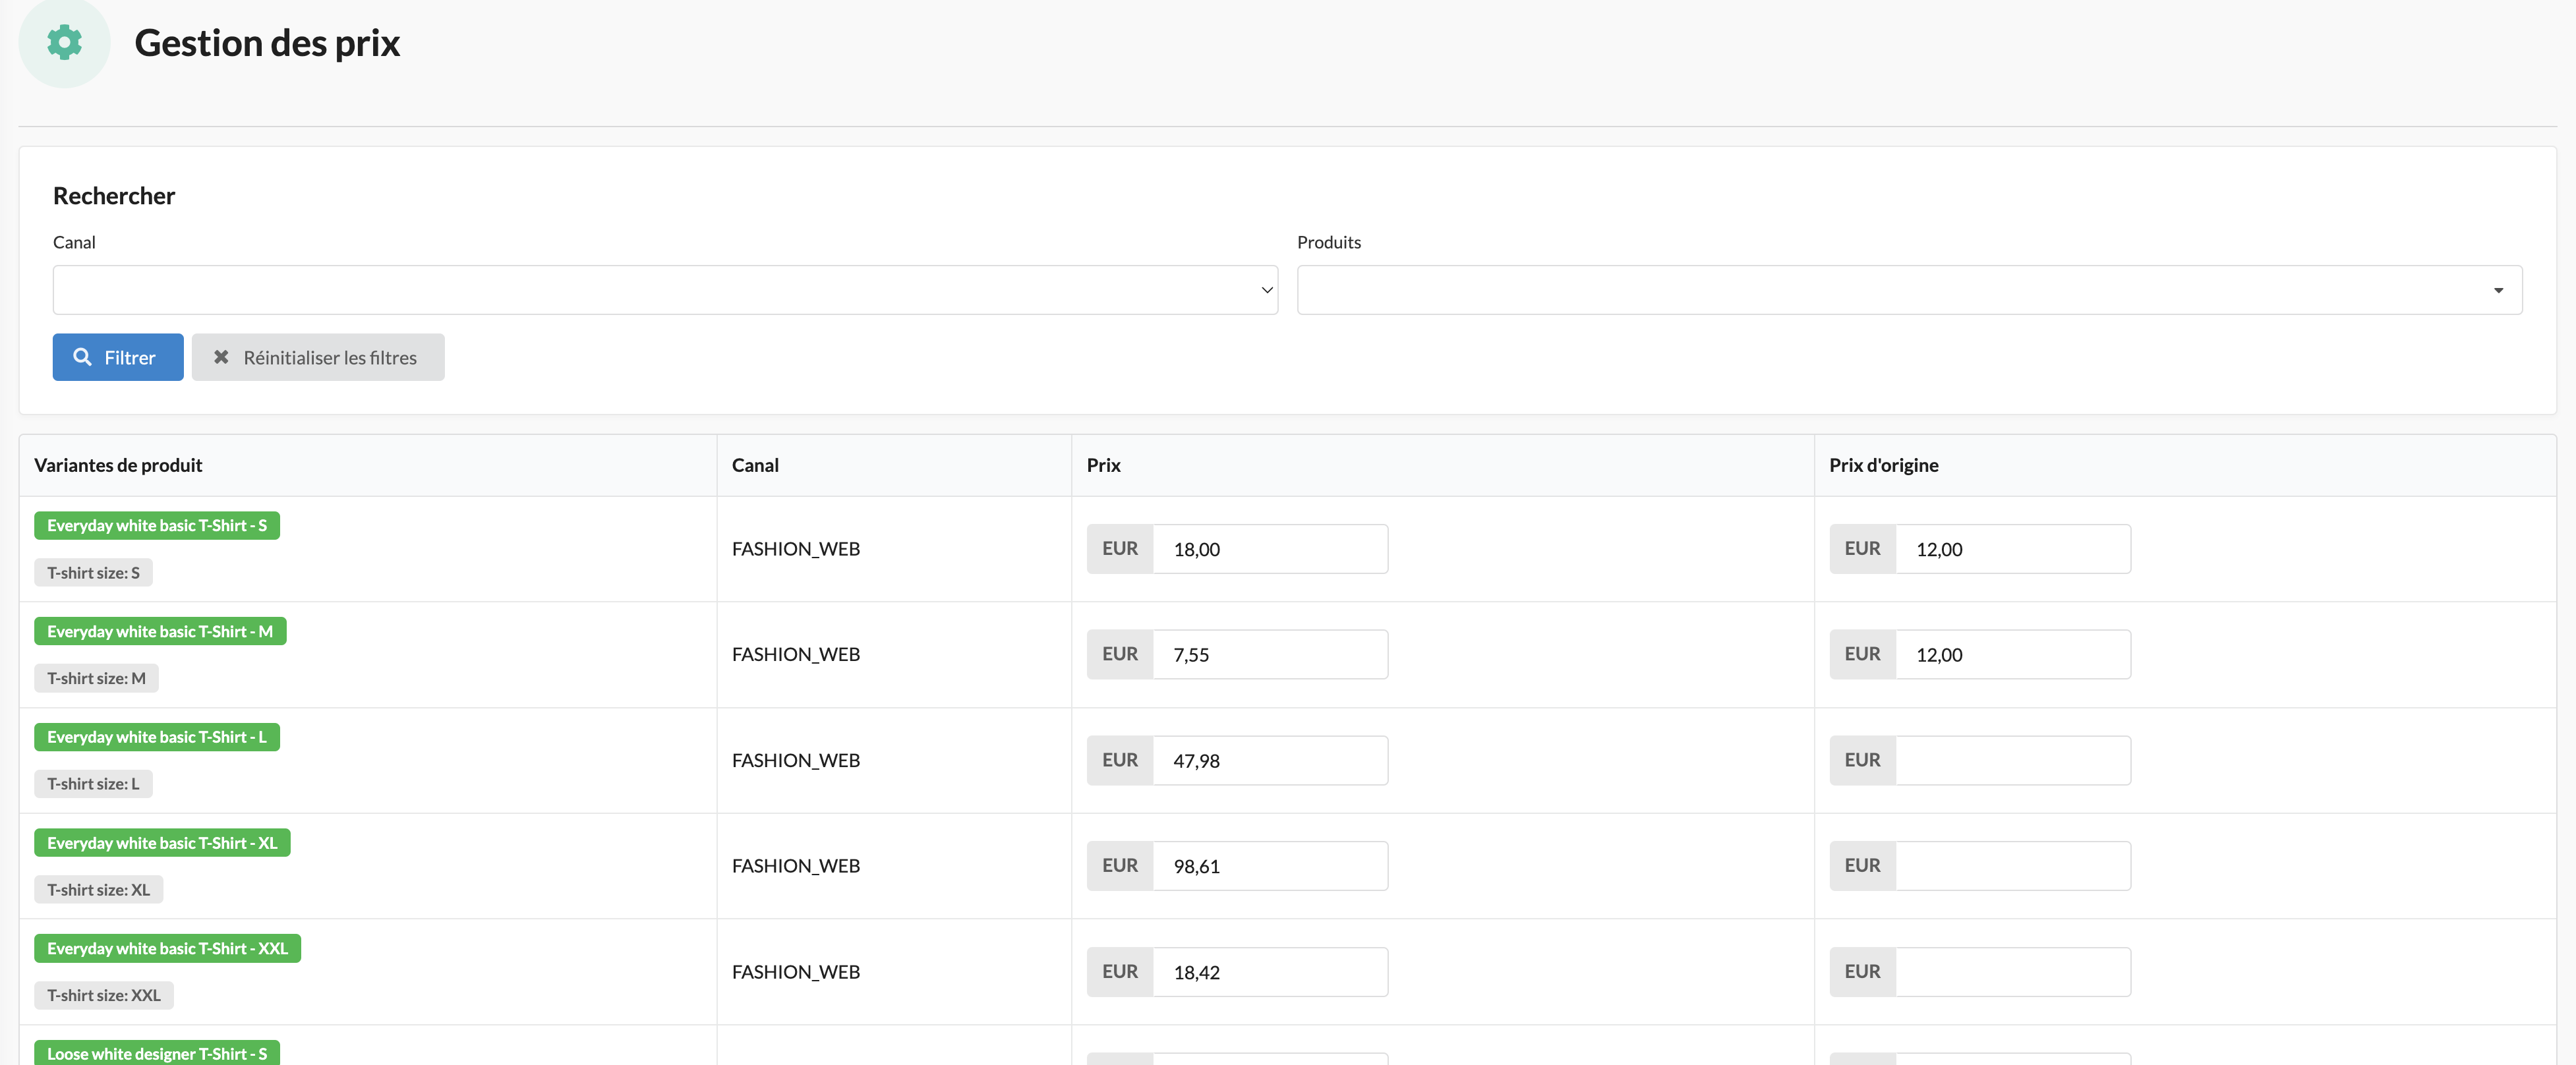 Gestion des prix
Rechercher
Canal Produits
Filtrer Réinitialiser les filtres
Variantes de produit Canal Prix Prix d'origine
Everyday white basic T-Shirt - S
T-shirt size: S
FASHION_WEB EUR 18,00 EUR 12,00
Everyday white basic T-Shirt - M
T-shirt size: M
FASHION_WEB EUR 7,55 EUR 12,00
Everyday white basic T-Shirt - L
T-shirt size: L
FASHION_WEB EUR 47,98 EUR
Everyday white basic T-Shirt - XL
T-shirt size: XL
FASHION_WEB EUR 98,61 EUR
Everyday white basic T-Shirt - XXL
T-shirt size: XXL
FASHION_WEB EUR 18,42 EUR
Loose white designer T-Shirt - S